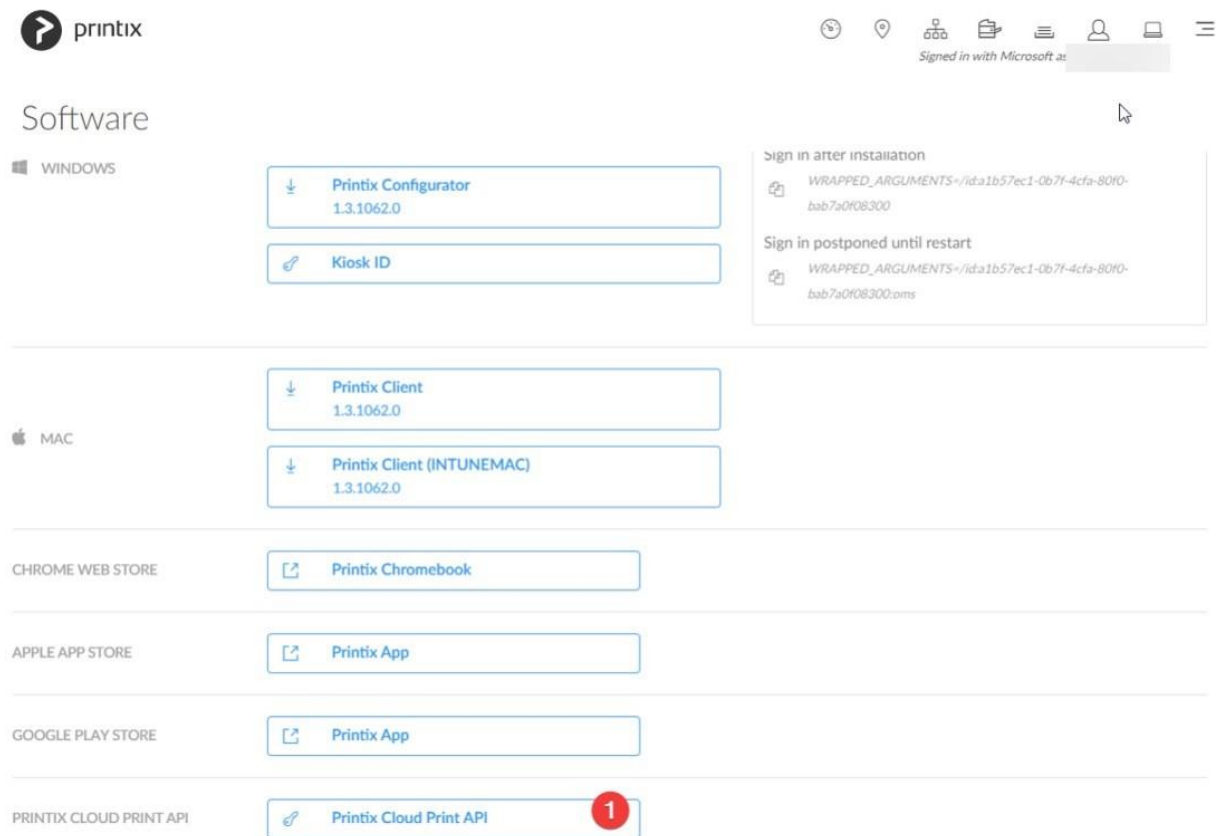 printix
Signed in with Microsoft as
Software
WINDOWS
Printix Configurator
1.3.1062.0
Kiosk ID
Sign in after installation
WRAPPED_ARGUMENTS=/id:a1b57ec1-0b7f-4cfa-80f0-
bab7a0f08300
Sign in postponed until restart
WRAPPED_ARGUMENTS=/id:a1b57ec1-0b7f-4cfa-80f0-
bab7a0f08300:oms
MAC
Printix Client
1.3.1062.0
Printix Client (INTUNEMAC)
1.3.1062.0
CHROME WEB STORE
Printix Chromebook
APPLE APP STORE
Printix App
GOOGLE PLAY STORE
Printix App
PRINTIX CLOUD PRINT API
Printix Cloud Print API
1